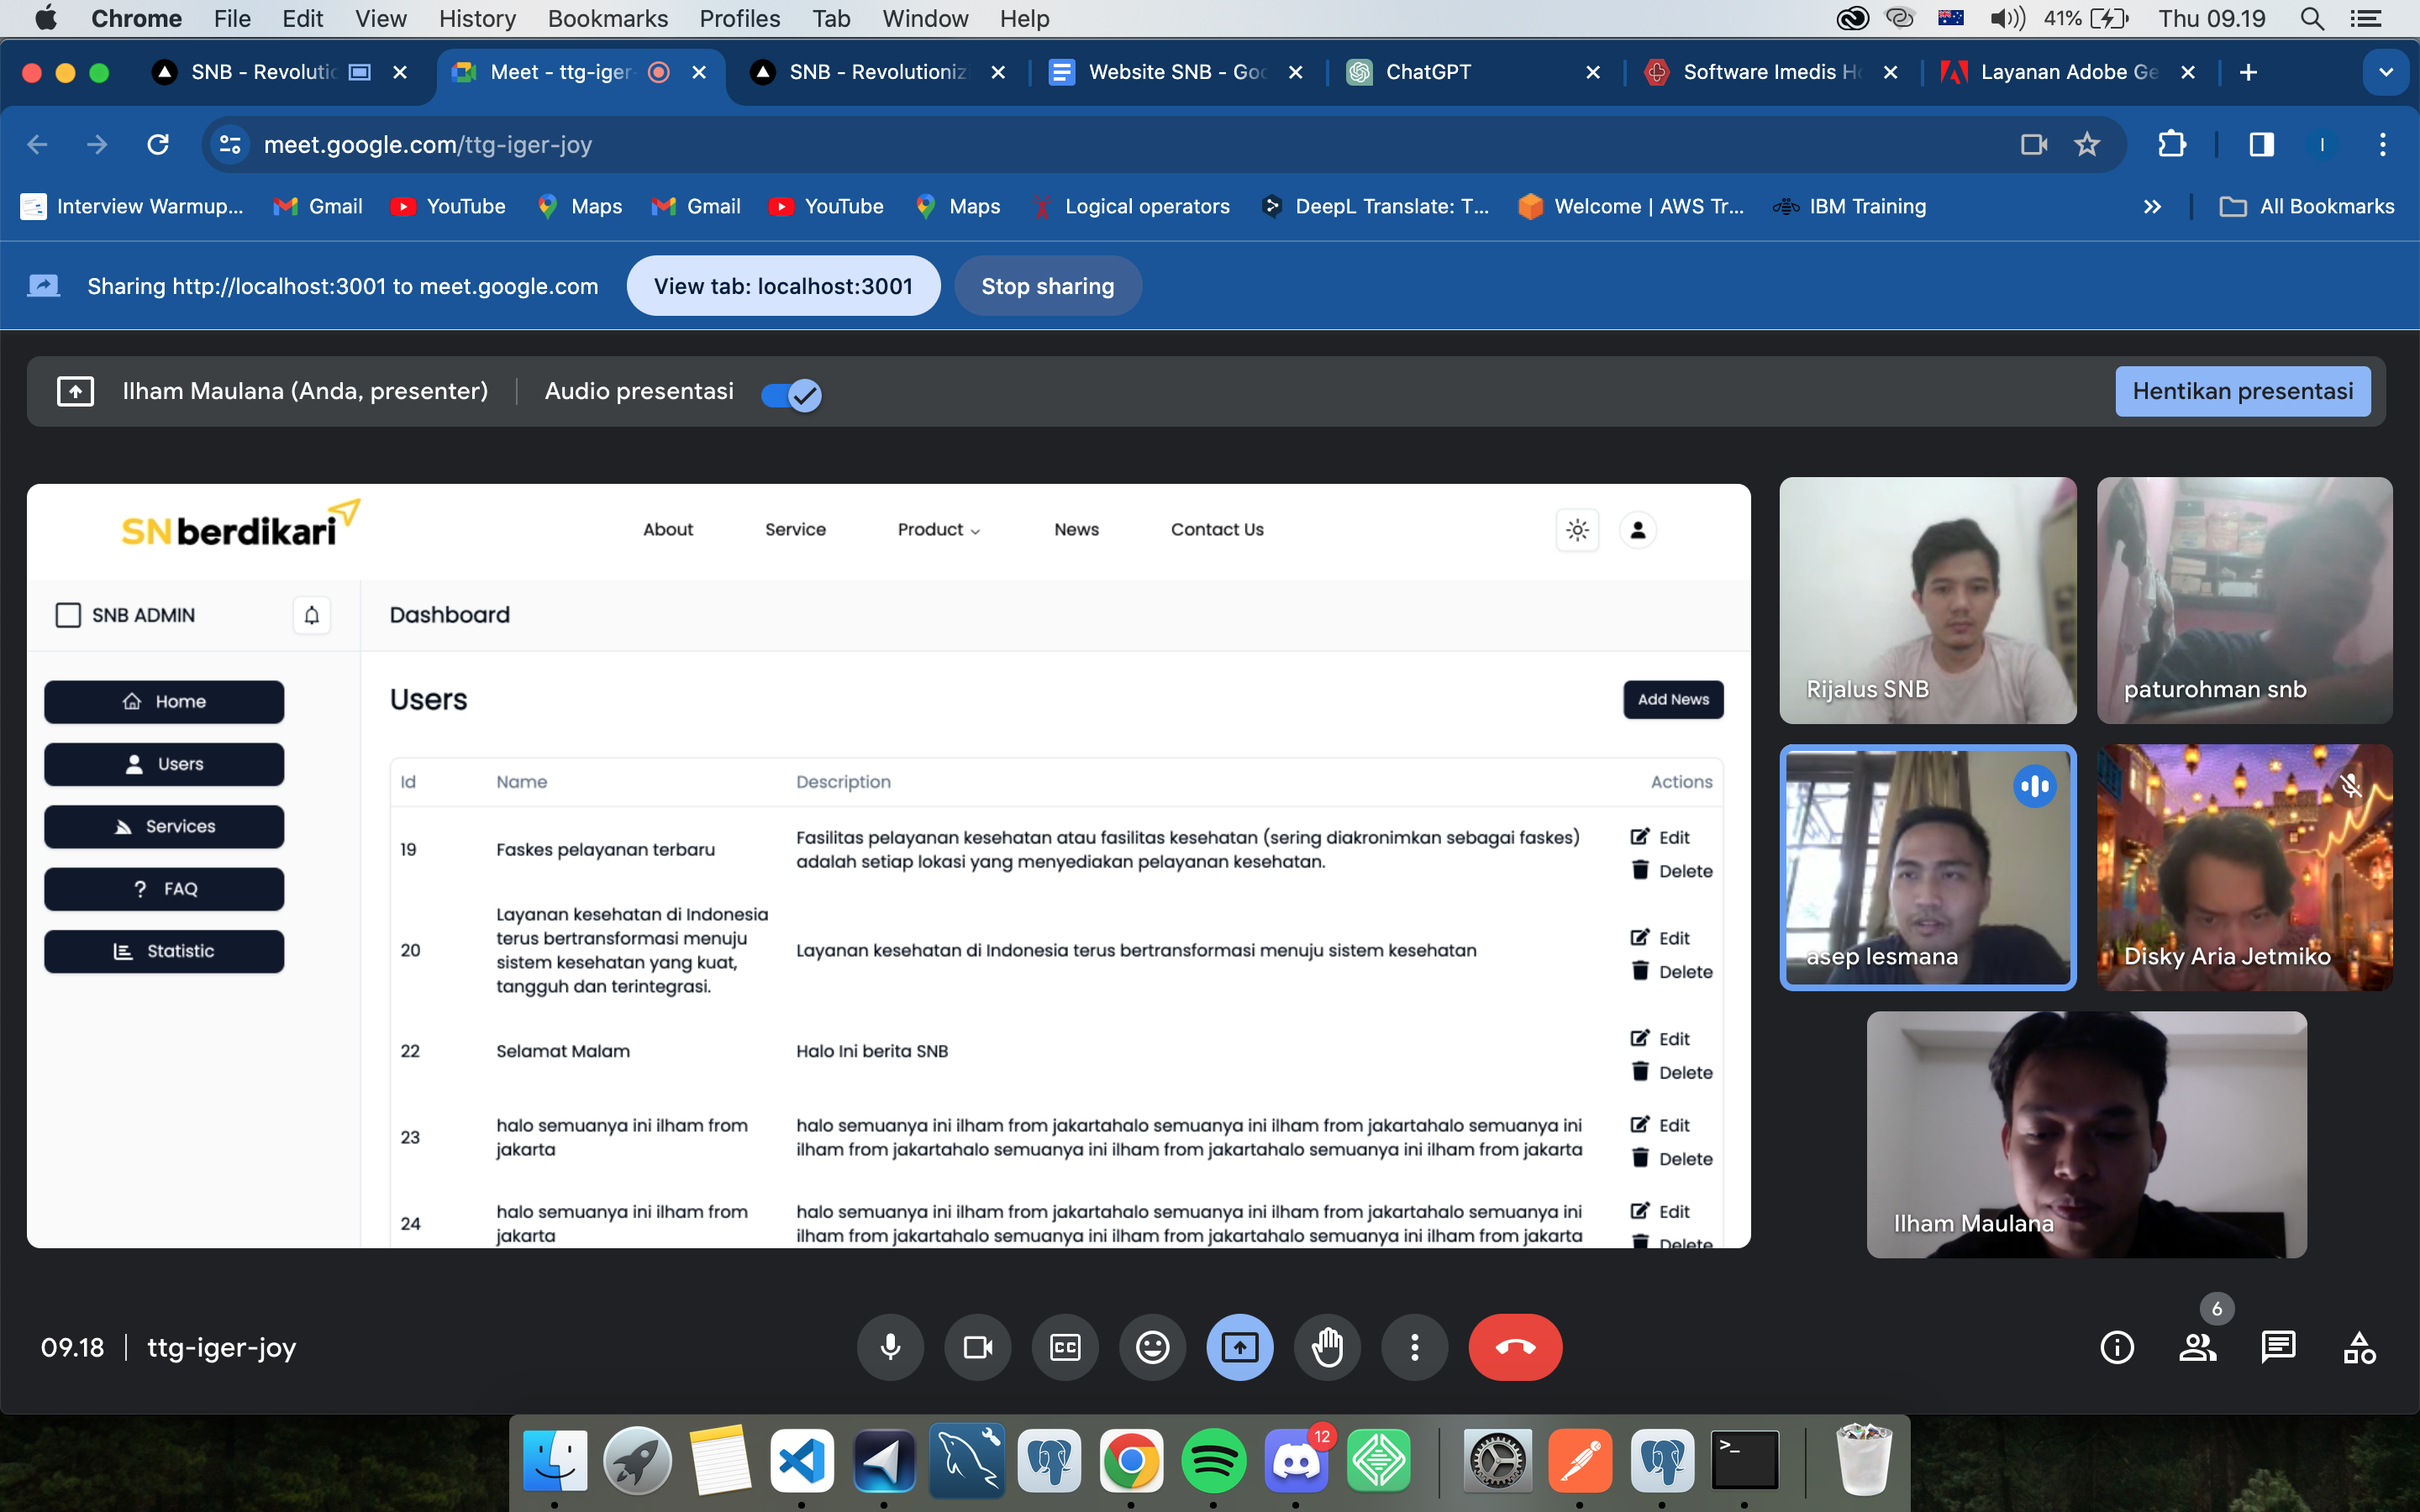 Chrome File Edit View History Bookmarks Profiles Tab Window Help 41% Thu 09.19
SNB - Revolutio Meet - ttg-iger- SNB - Revolutioniz Website SNB - Goo ChatGPT Software Imedis Ho Layanan Adobe Ge
meet.google.com/ttg-iger-joy I
Interview Warmup... Gmail YouTube Maps Gmail YouTube Maps Logical operators DeepL Translate: T... Welcome | AWS Tr... IBM Training All Bookmarks
Sharing http://localhost:3001 to meet.google.com View tab: localhost:3001 Stop sharing
Ilham Maulana (Anda, presenter) Audio presentasi Hentikan presentasi
SNberdikari About Service Product News Contact Us
SNB ADMIN Dashboard
Home
Users
Services
? FAQ
Statistic
Users Add News
Id Name Description Actions
19 Faskes pelayanan terbaru
Fasilitas pelayanan kesehatan atau fasilitas kesehatan (sering diakronimkan sebagai faskes)
adalah setiap lokasi yang menyediakan pelayanan kesehatan.
Edit
Delete
20
Layanan kesehatan di Indonesia
terus bertransformasi menuju
sistem kesehatan yang kuat,
tangguh dan terintegrasi.
Layanan kesehatan di Indonesia terus bertransformasi menuju sistem kesehatan
Edit
Delete
22 Selamat Malam Halo Ini berita SNB
Edit
Delete
23
halo semuanya ini ilham from
jakarta
halo semuanya ini ilham from jakartahalo semuanya ini ilham from jakartahalo semuanya ini
ilham from jakartahalo semuanya ini ilham from jakartahalo semuanya ini ilham from jakarta
Edit
Delete
24
halo semuanya ini ilham from
jakarta
halo semuanya ini ilham from jakartahalo semuanya ini ilham from jakartahalo semuanya ini
ilham from jakartahalo semuanya ini ilham from jakartahalo semuanya ini ilham from jakarta
Edit
Delete
Rijalus SNB
paturohman snb
asep lesmana
Disky Aria Jetmiko
Ilham Maulana
09.18 ttg-iger-joy
CC
6
12
>_